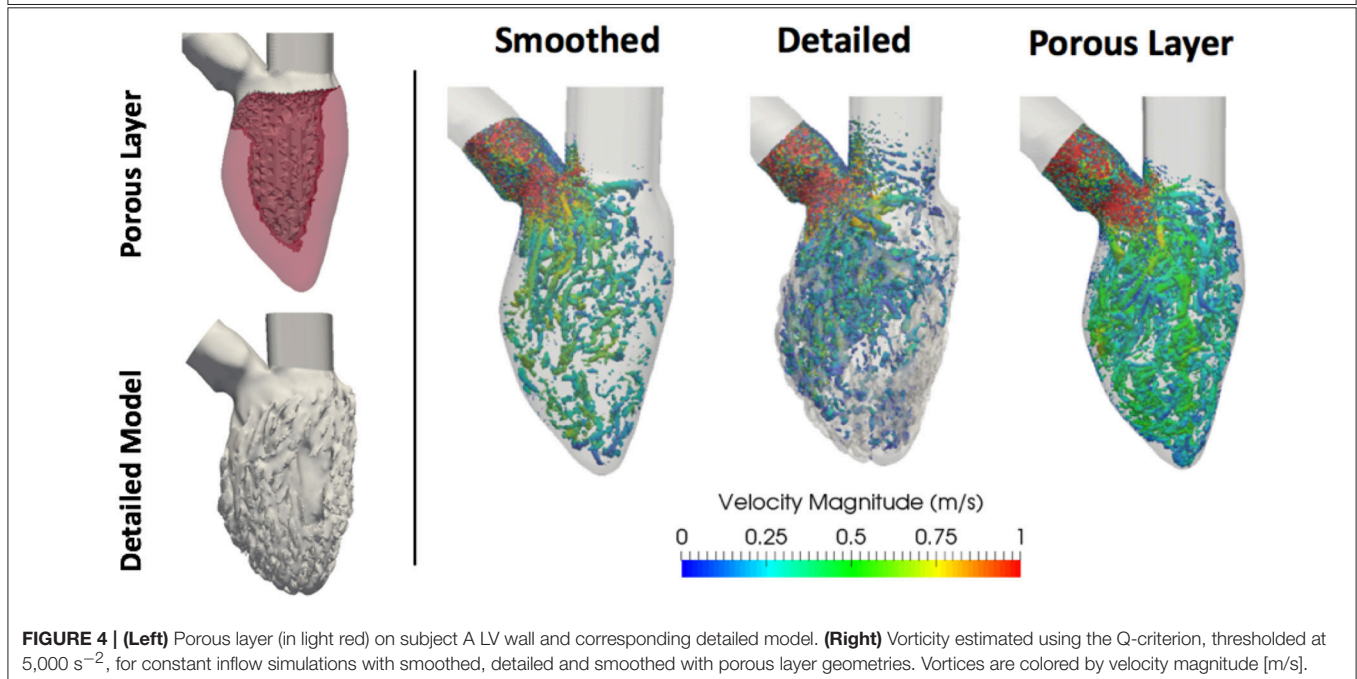 Smoothed Detailed Porous Layer
Porous Layer
Detailed Model
Velocity Magnitude (m/s)
0 0.25 0.5 0.75 1
FIGURE 4 | (Left) Porous layer (in light red) on subject A LV wall and corresponding detailed model. (Right) Vorticity estimated using the Q-criterion, thresholded at
5,000 s⁻², for constant inflow simulations with smoothed, detailed and smoothed with porous layer geometries. Vortices are colored by velocity magnitude [m/s].